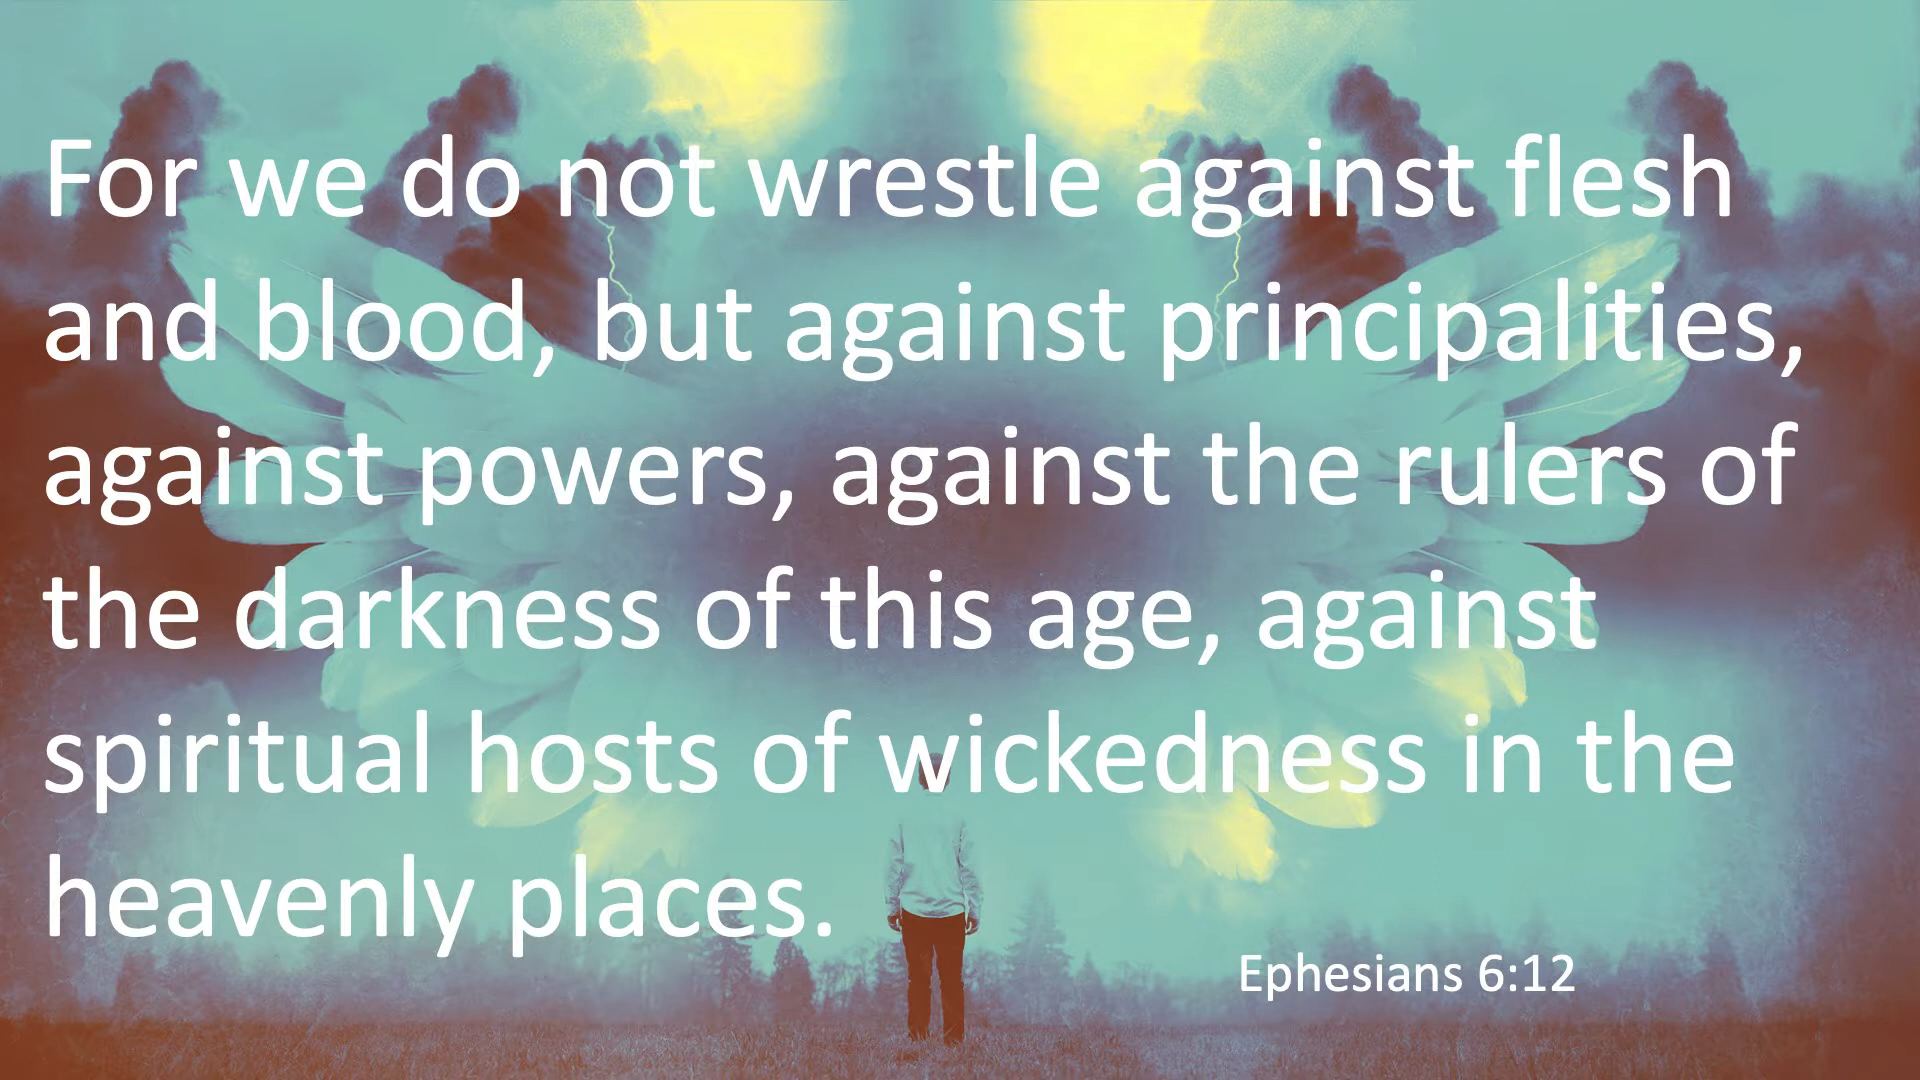 For we do not wrestle against flesh
and blood, but against principalities,
against powers, against the rulers of
the darkness of this age, against
spiritual hosts of wickedness in the
heavenly places.
Ephesians 6:12